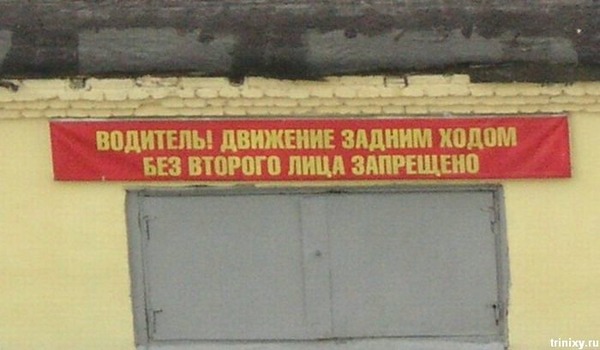 ВОДИТЕЛЬ! ДВИЖЕНИЕ ЗАДНИМ ХОДОМ
БЕЗ ВТОРОГО ЛИЦА ЗАПРЕЩЕНО
trinixy.ru